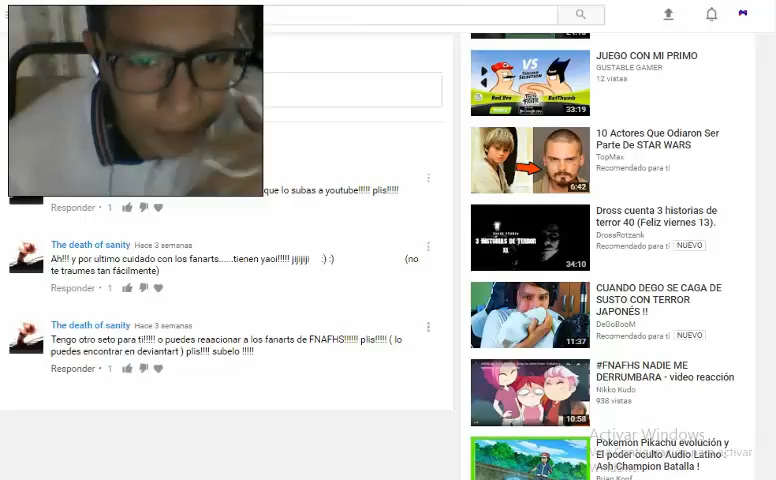 JUEGO CON MI PRIMO
GUSTABLE GAMER
12 vistas
VS
33:19
10 Actores Que Odiaron Ser
Parte De STAR WARS
TopMax
Recomendado para ti
6:42
que lo subas a youtube!!!!! plis!!!!!
Responder • 1
Dross cuenta 3 historias de
terror 40 (Feliz viernes 13).
DrossRotzank
Recomendado para ti NUEVO
3 HISTORIAS DE TERROR
34:10
The death of sanity Hace 3 semanas
Ah!!! y por ultimo cuidado con los fanarts......tienen yaoi!!!!! jijijijiji :) :) (no
te traumes tan fácilmente)
Responder • 1
CUANDO DEGO SE CAGA DE
SUSTO CON TERROR
JAPONÉS !!
DeGoBooM
Recomendado para ti NUEVO
11:37
The death of sanity Hace 3 semanas
Tengo otro seto para ti!!!!! o puedes reaaacionar a los fanarts de FNAFHS!!!!!! plis!!!!! ( lo
puedes encontrar en deviantart ) plis!!!! subelo !!!!!
Responder • 1
#FNAFHS NADIE ME
DERRUMBARA - video reacción
Nikko Kudo
938 vistas
10:58
Activar Windows
Pokemon Pikachu evolución y
El poder oculto Audio Latino :
Ash Champion Batalla !